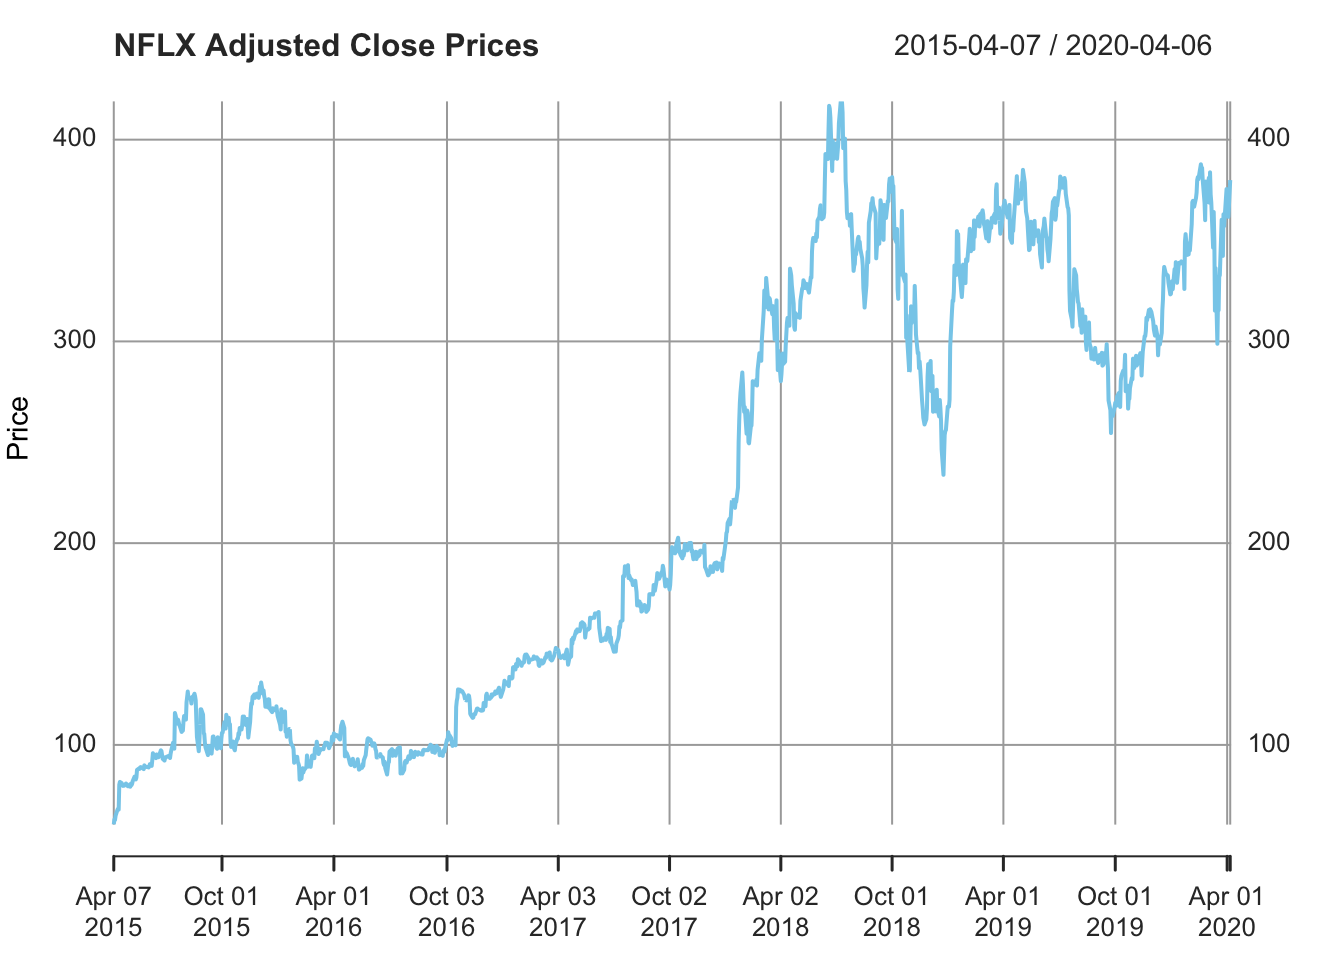 NFLX Adjusted Close Prices 2015-04-07 / 2020-04-06
400 400
300 300
Price
200 200
100 100
Apr 07 Oct 01 Apr 01 Oct 03 Apr 03 Oct 02 Apr 02 Oct 01 Apr 01 Oct 01 Apr 01
2015 2015 2016 2016 2017 2017 2018 2018 2019 2019 2020